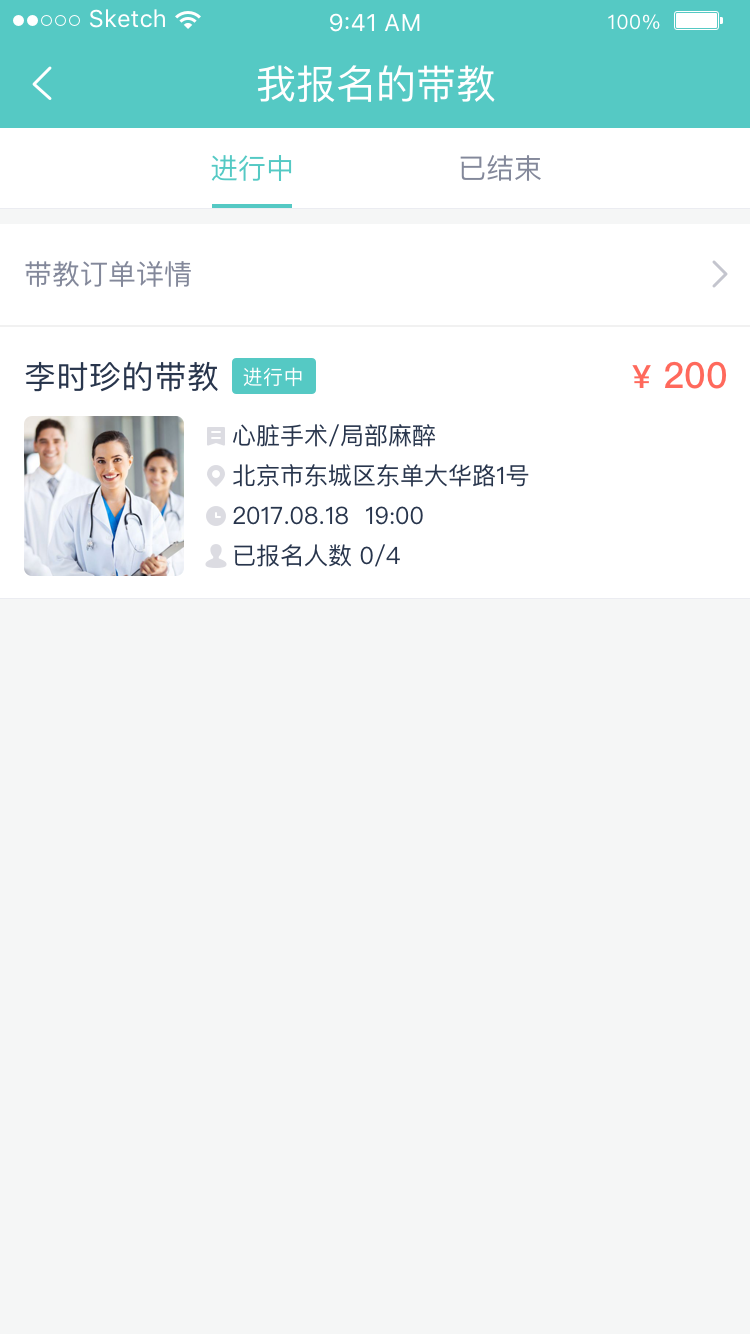 Sketch 9:41 AM 100%
我报名的带教
进行中 已结束
带教订单详情
李时珍的带教 进行中 ¥ 200
心脏手术/局部麻醉
北京市东城区东单大华路1号
2017.08.18 19:00
已报名人数 0/4